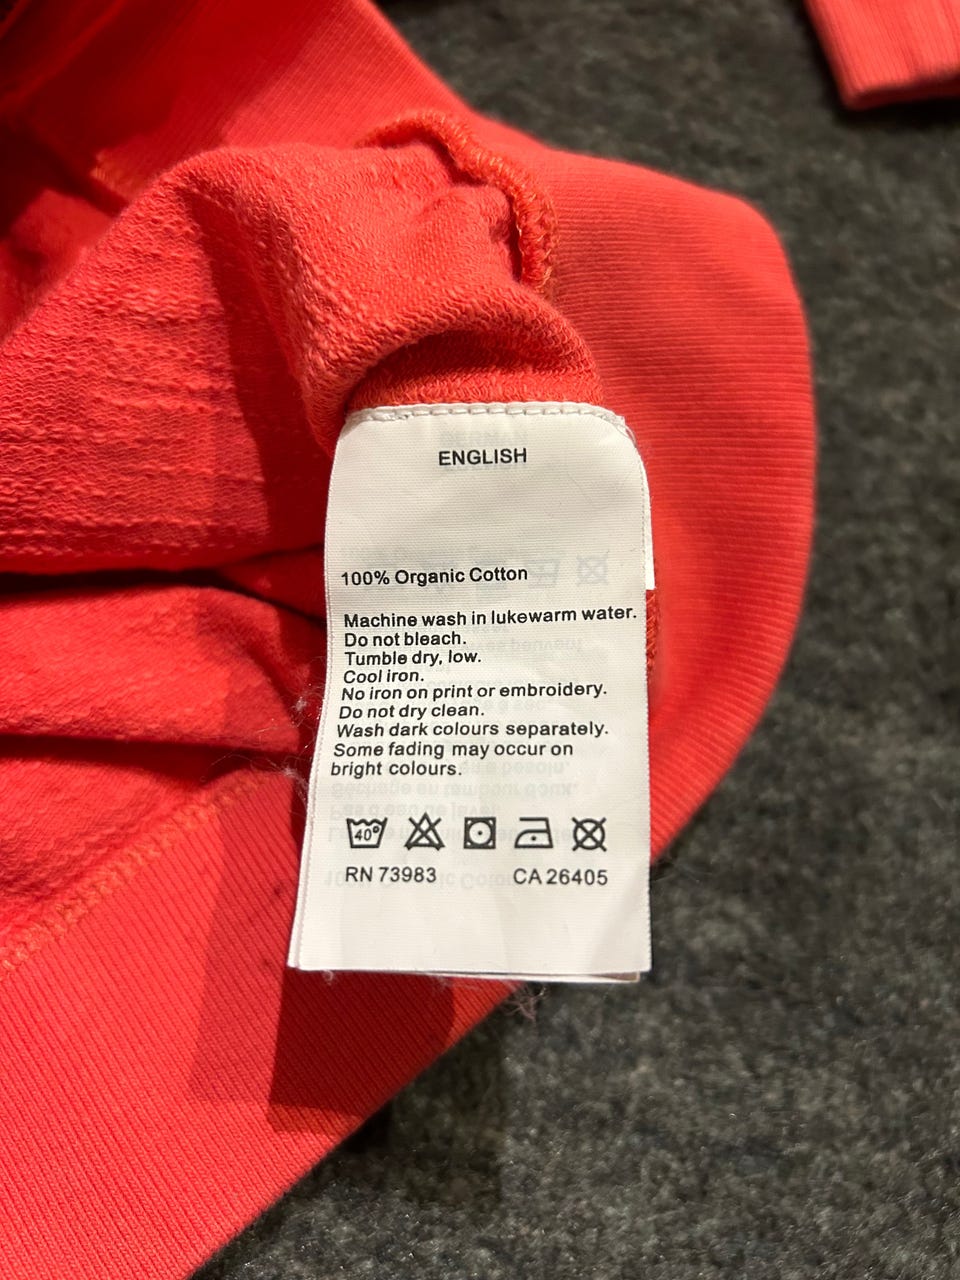 ENGLISH
100% Organic Cotton
Machine wash in lukewarm water.
Do not bleach.
Tumble dry, low.
Cool iron.
No iron on print or embroidery.
Do not dry clean.
Wash dark colours separately.
Some fading may occur on
bright colours.
40°
RN 73983 CA 26405